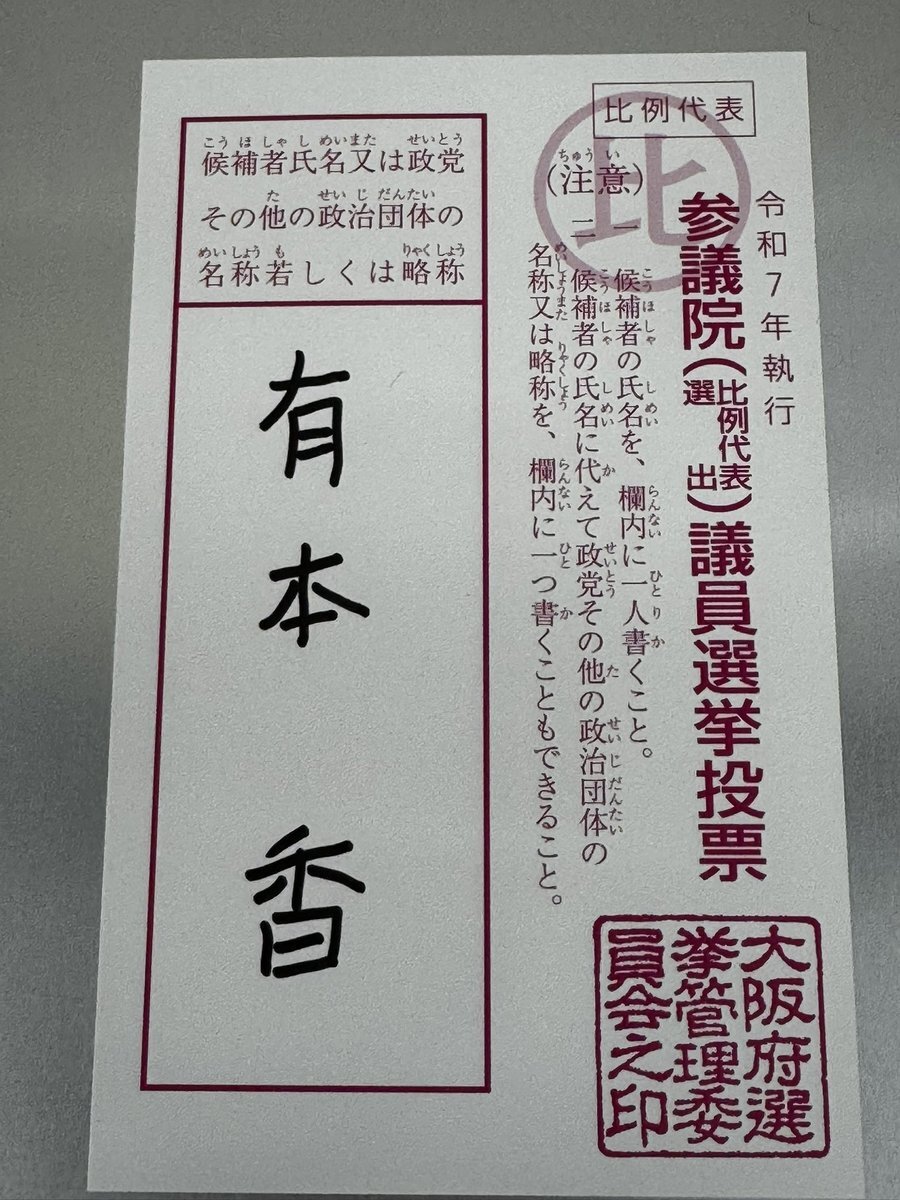 比例代表
比
令和7年執行
参議院(比例代表選出)議員選挙投票
(注意)
一 候補者の氏名を、欄内に一人書くこと。
二 候補者の氏名に代えて政党その他の政治団体の
名称又は略称を、欄内に一つ書くこともできること。
候補者氏名又は政党
その他の政治団体の
名称若しくは略称
有本 香
大阪府選
挙管理委
員会之印